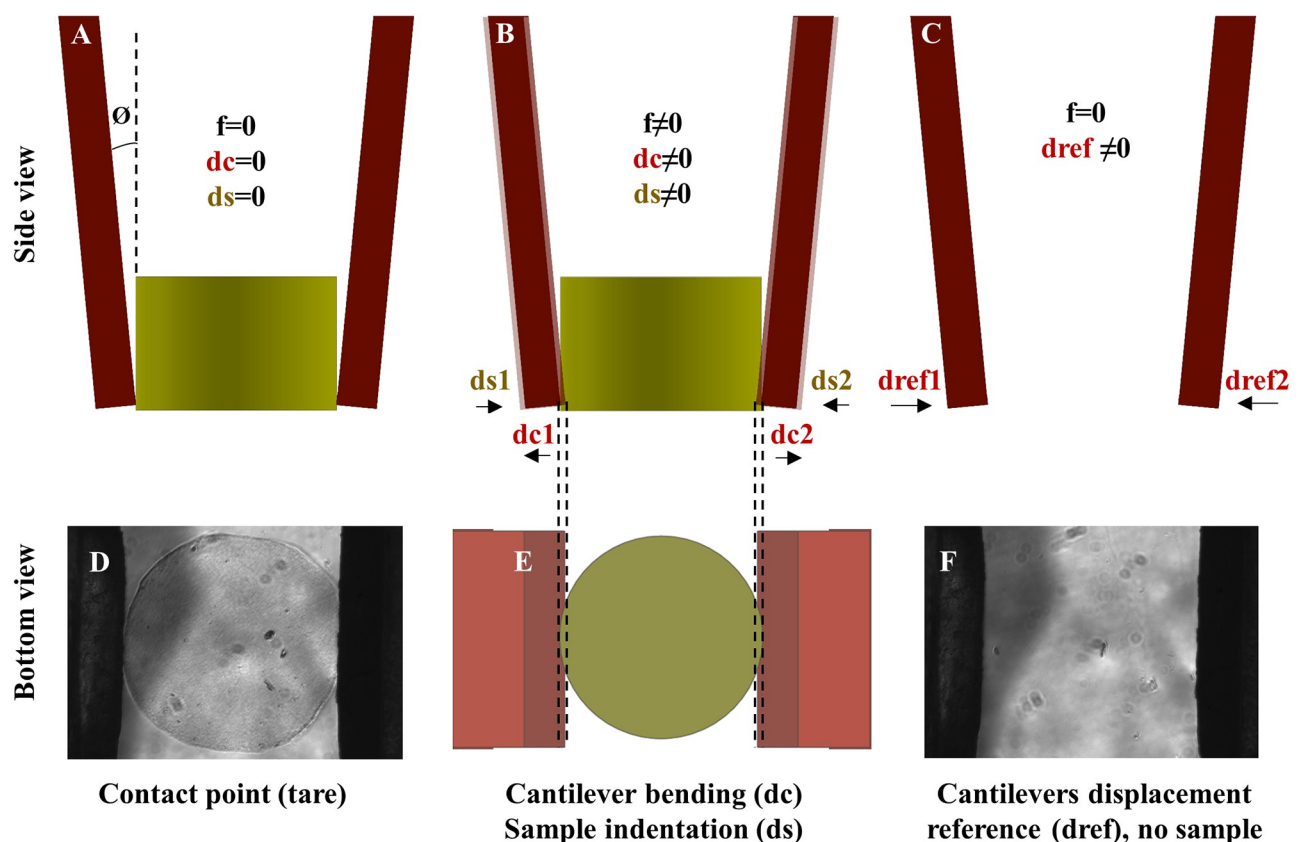 A
B
C
Side view
Ø
f=0
dc=0
ds=0
f≠0
dc≠0
ds≠0
f=0
dref ≠0
ds1
ds2
dref1
dref2
dc1
dc2
Bottom view
D
E
F
Contact point (tare)
Cantilever bending (dc)
Sample indentation (ds)
Cantilevers displacement
reference (dref), no sample